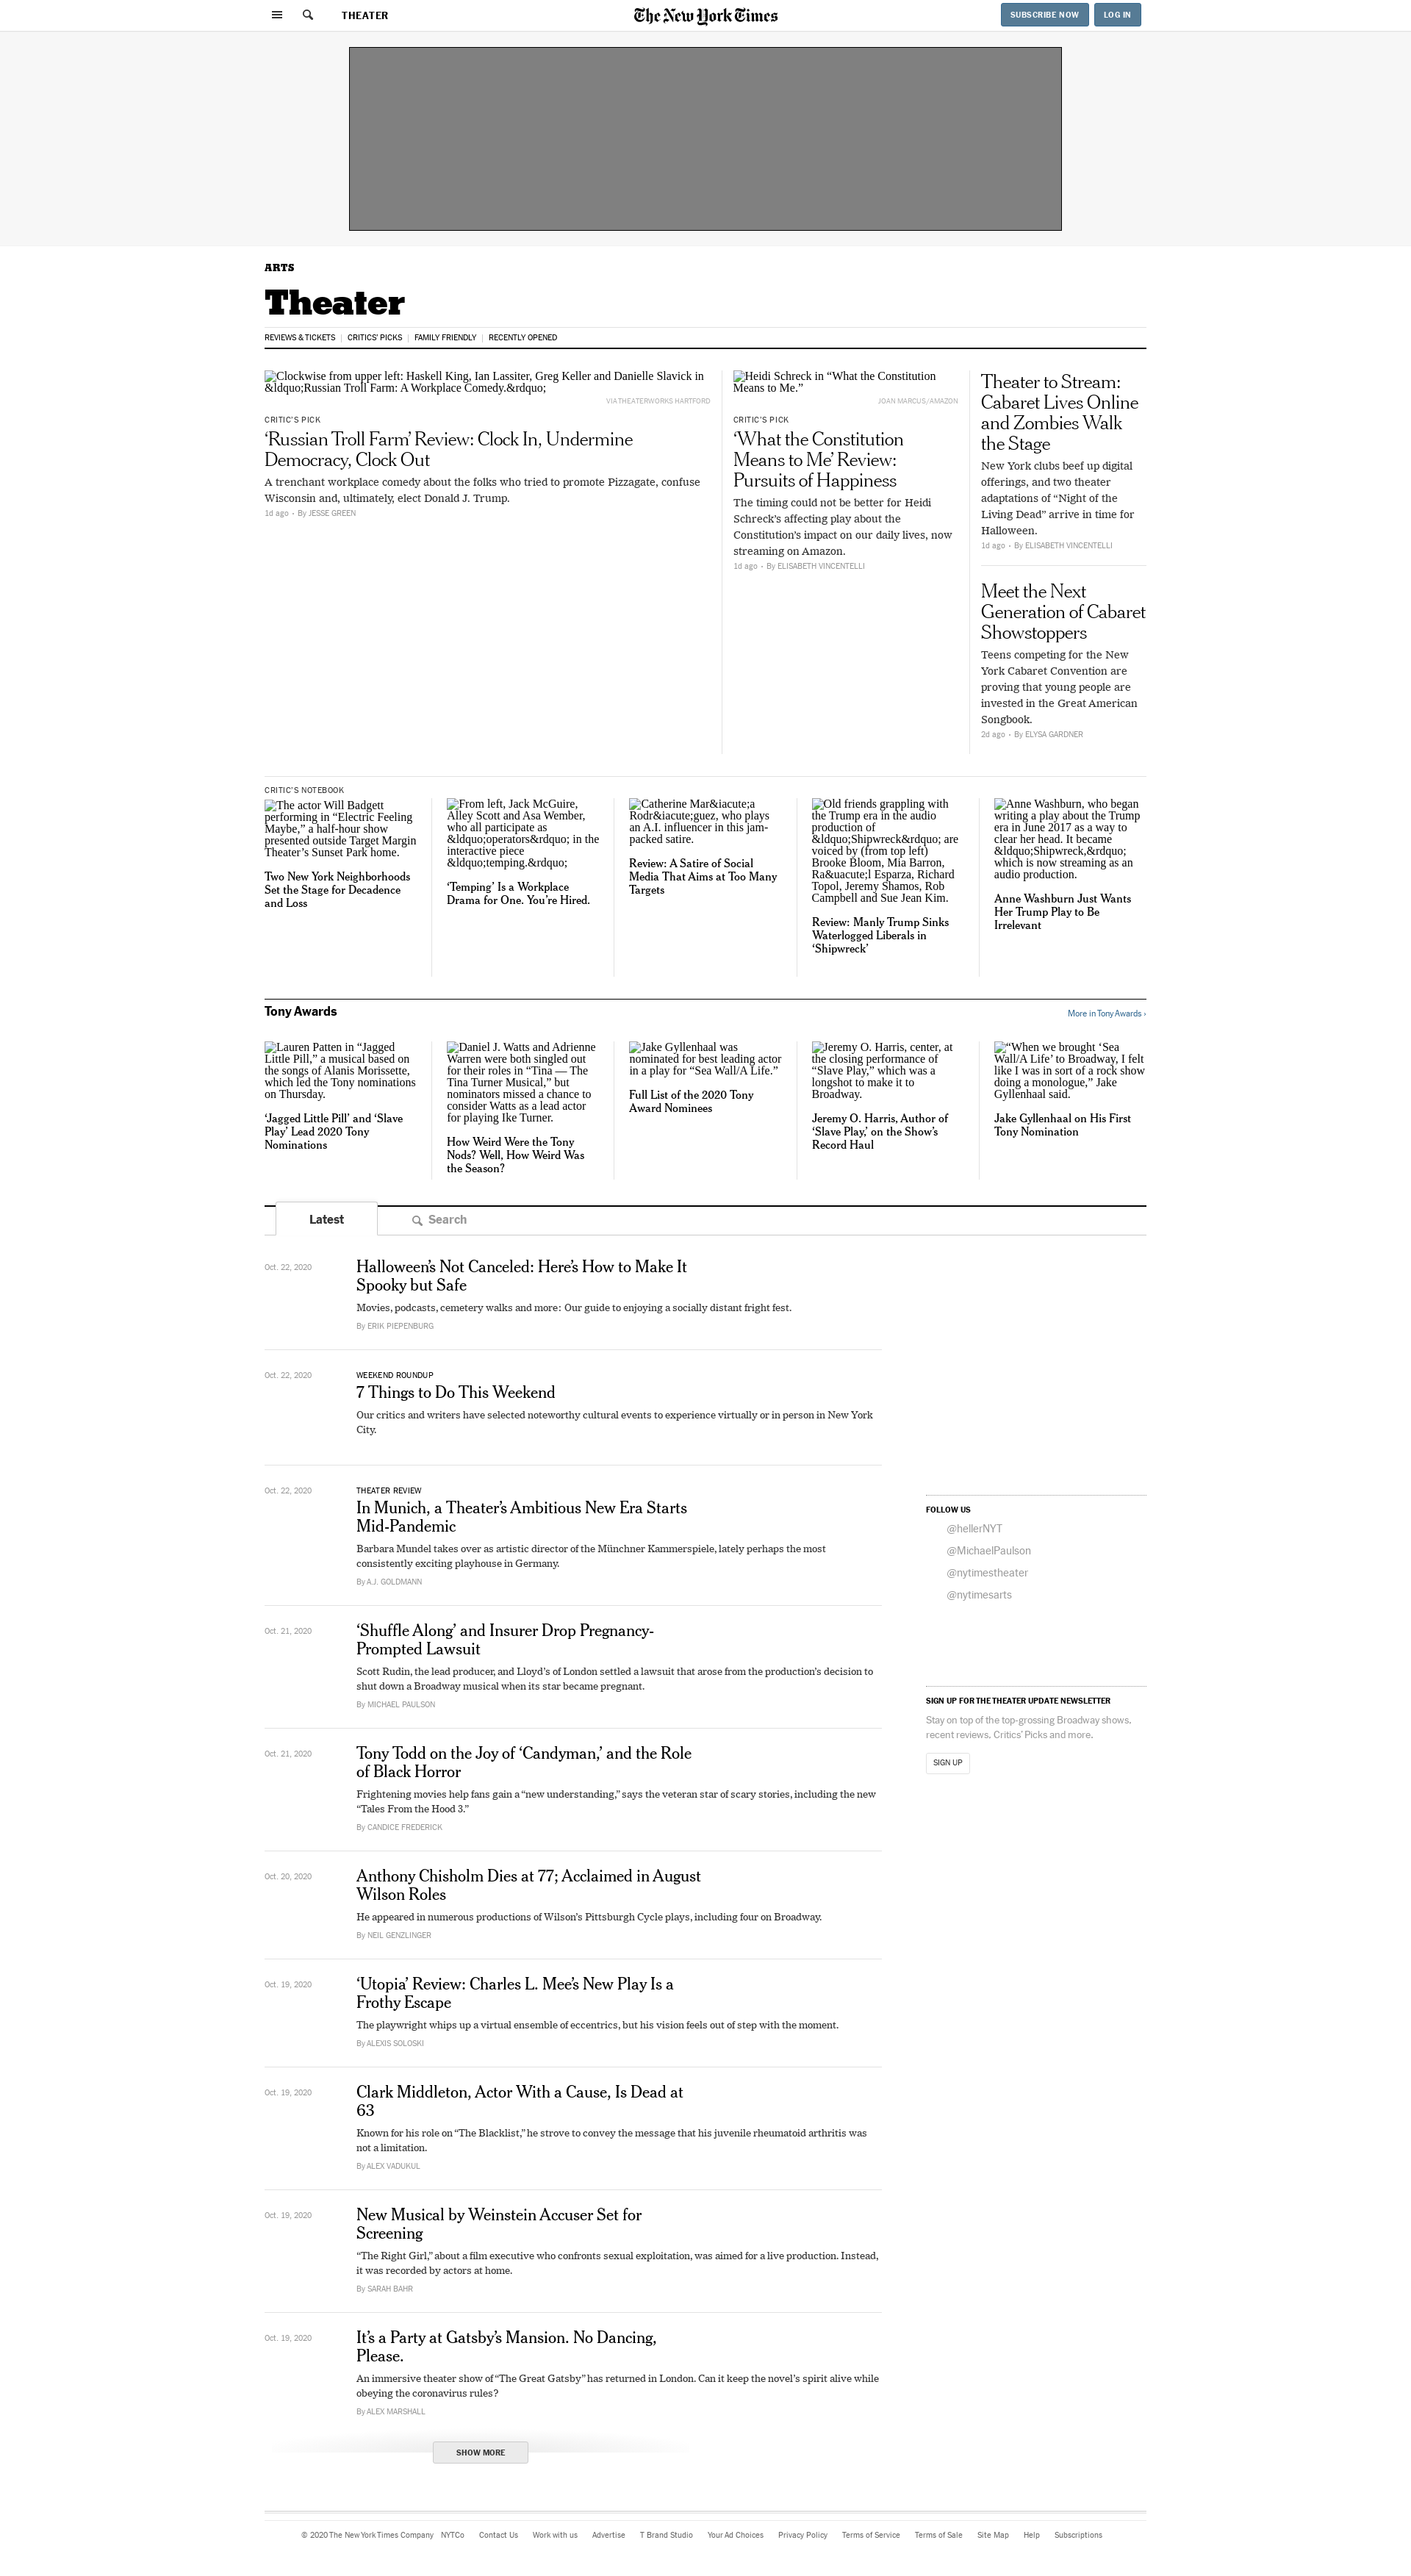 THEATER
The New York Times
SUBSCRIBE NOW
LOG IN
ARTS
Theater
REVIEWS & TICKETS
CRITICS' PICKS
FAMILY FRIENDLY
RECENTLY OPENED
Clockwise from upper left: Haskell King, Ian Lassiter, Greg Keller and Danielle Slavick in
&ldquo;Russian Troll Farm: A Workplace Comedy.&rdquo;
VIA THEATERWORKS HARTFORD
CRITIC'S PICK
‘Russian Troll Farm’ Review: Clock In, Undermine
Democracy, Clock Out
A trenchant workplace comedy about the folks who tried to promote Pizzagate, confuse
Wisconsin and, ultimately, elect Donald J. Trump.
1d ago • By JESSE GREEN
Heidi Schreck in “What the Constitution
Means to Me.”
JOAN MARCUS/AMAZON
CRITIC'S PICK
‘What the Constitution
Means to Me’ Review:
Pursuits of Happiness
The timing could not be better for Heidi
Schreck’s affecting play about the
Constitution’s impact on our daily lives, now
streaming on Amazon.
1d ago • By ELISABETH VINCENTELLI
Theater to Stream:
Cabaret Lives Online
and Zombies Walk
the Stage
New York clubs beef up digital
offerings, and two theater
adaptations of “Night of the
Living Dead” arrive in time for
Halloween.
1d ago • By ELISABETH VINCENTELLI
Meet the Next
Generation of Cabaret
Showstoppers
Teens competing for the New
York Cabaret Convention are
proving that young people are
invested in the Great American
Songbook.
2d ago • By ELYSA GARDNER
CRITIC'S NOTEBOOK
The actor Will Badgett
performing in “Electric Feeling
Maybe,” a half-hour show
presented outside Target Margin
Theater’s Sunset Park home.
Two New York Neighborhoods
Set the Stage for Decadence
and Loss
From left, Jack McGuire,
Alley Scott and Asa Wember,
who all participate as
&ldquo;operators&rdquo; in the
interactive piece
&ldquo;temping.&rdquo;
‘Temping’ Is a Workplace
Drama for One. You’re Hired.
Catherine Mar&iacute;a
Rodr&iacute;guez, who plays
an A.I. influencer in this jam-
packed satire.
Review: A Satire of Social
Media That Aims at Too Many
Targets
Old friends grappling with
the Trump era in the audio
production of
&ldquo;Shipwreck&rdquo; are
voiced by (from top left)
Brooke Bloom, Mia Barron,
Ra&uacute;l Esparza, Richard
Topol, Jeremy Shamos, Rob
Campbell and Sue Jean Kim.
Review: Manly Trump Sinks
Waterlogged Liberals in
‘Shipwreck’
Anne Washburn, who began
writing a play about the Trump
era in June 2017 as a way to
clear her head. It became
&ldquo;Shipwreck,&rdquo;
which is now streaming as an
audio production.
Anne Washburn Just Wants
Her Trump Play to Be
Irrelevant
Tony Awards
More in Tony Awards ›
Lauren Patten in “Jagged
Little Pill,” a musical based on
the songs of Alanis Morissette,
which led the Tony nominations
on Thursday.
‘Jagged Little Pill’ and ‘Slave
Play’ Lead 2020 Tony
Nominations
Daniel J. Watts and Adrienne
Warren were both singled out
for their roles in “Tina — The
Tina Turner Musical,” but
nominators missed a chance to
consider Watts as a lead actor
for playing Ike Turner.
How Weird Were the Tony
Nods? Well, How Weird Was
the Season?
Jake Gyllenhaal was
nominated for best leading actor
in a play for “Sea Wall/A Life.”
Full List of the 2020 Tony
Award Nominees
Jeremy O. Harris, center, at
the closing performance of
“Slave Play,” which was a
longshot to make it to
Broadway.
Jeremy O. Harris, Author of
‘Slave Play,’ on the Show’s
Record Haul
“When we brought ‘Sea
Wall/A Life’ to Broadway, I felt
like I was in sort of a rock show
doing a monologue,” Jake
Gyllenhaal said.
Jake Gyllenhaal on His First
Tony Nomination
Latest
Search
Oct. 22, 2020
Halloween’s Not Canceled: Here’s How to Make It
Spooky but Safe
Movies, podcasts, cemetery walks and more: Our guide to enjoying a socially distant fright fest.
By ERIK PIEPENBURG
Oct. 22, 2020
WEEKEND ROUNDUP
7 Things to Do This Weekend
Our critics and writers have selected noteworthy cultural events to experience virtually or in person in New York
City.
Oct. 22, 2020
THEATER REVIEW
In Munich, a Theater’s Ambitious New Era Starts
Mid-Pandemic
Barbara Mundel takes over as artistic director of the Münchner Kammerspiele, lately perhaps the most
consistently exciting playhouse in Germany.
By A.J. GOLDMANN
Oct. 21, 2020
‘Shuffle Along’ and Insurer Drop Pregnancy-
Prompted Lawsuit
Scott Rudin, the lead producer, and Lloyd’s of London settled a lawsuit that arose from the production’s decision to
shut down a Broadway musical when its star became pregnant.
By MICHAEL PAULSON
Oct. 21, 2020
Tony Todd on the Joy of ‘Candyman,’ and the Role
of Black Horror
Frightening movies help fans gain a “new understanding,” says the veteran star of scary stories, including the new
“Tales From the Hood 3.”
By CANDICE FREDERICK
Oct. 20, 2020
Anthony Chisholm Dies at 77; Acclaimed in August
Wilson Roles
He appeared in numerous productions of Wilson’s Pittsburgh Cycle plays, including four on Broadway.
By NEIL GENZLINGER
Oct. 19, 2020
‘Utopia’ Review: Charles L. Mee’s New Play Is a
Frothy Escape
The playwright whips up a virtual ensemble of eccentrics, but his vision feels out of step with the moment.
By ALEXIS SOLOSKI
Oct. 19, 2020
Clark Middleton, Actor With a Cause, Is Dead at
63
Known for his role on “The Blacklist,” he strove to convey the message that his juvenile rheumatoid arthritis was
not a limitation.
By ALEX VADUKUL
Oct. 19, 2020
New Musical by Weinstein Accuser Set for
Screening
“The Right Girl,” about a film executive who confronts sexual exploitation, was aimed for a live production. Instead,
it was recorded by actors at home.
By SARAH BAHR
Oct. 19, 2020
It’s a Party at Gatsby’s Mansion. No Dancing,
Please.
An immersive theater show of “The Great Gatsby” has returned in London. Can it keep the novel’s spirit alive while
obeying the coronavirus rules?
By ALEX MARSHALL
SHOW MORE
FOLLOW US
@hellerNYT
@MichaelPaulson
@nytimestheater
@nytimesarts
SIGN UP FOR THE THEATER UPDATE NEWSLETTER
Stay on top of the top-grossing Broadway shows,
recent reviews, Critics’ Picks and more.
SIGN UP
© 2020 The New York Times Company NYTCo Contact Us Work with us Advertise T Brand Studio Your Ad Choices Privacy Policy Terms of Service Terms of Sale Site Map Help Subscriptions